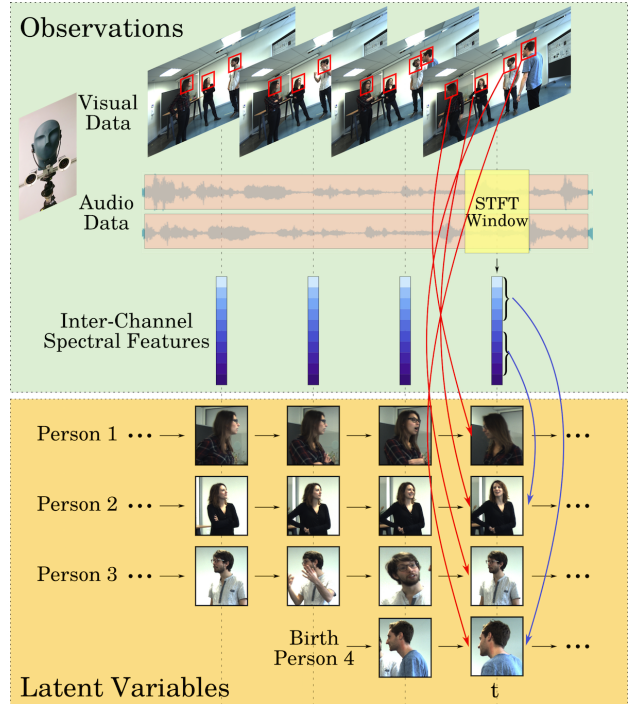 Observations
Visual
Data
Audio
Data
STFT
Window
Inter-Channel
Spectral Features
Person 1
Person 2
Person 3
Birth
Person 4
Latent Variables
t